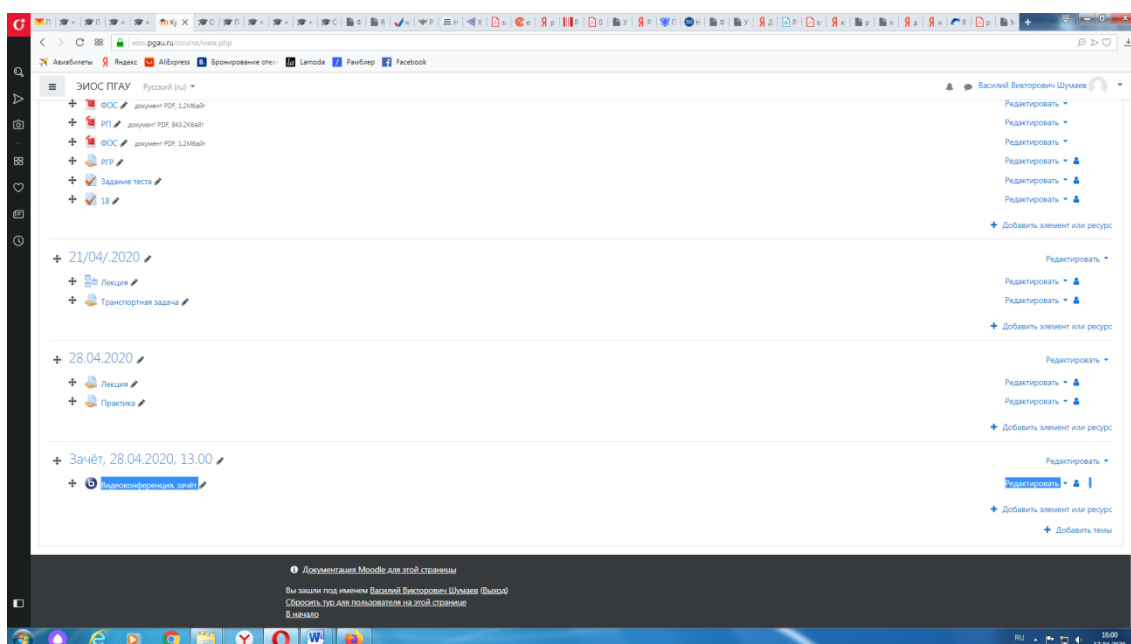 eios.pgau.ru/course/view.php
Авиабилеты Яндекс AliExpress Бронирование отел Lamoda Рамблер Facebook
ЭИОС ПГАУ Русский (ru) Василий Викторович Шумаев
ФОС документ PDF, 1.2Мбайт Редактировать
РП документ PDF, 843.2Кбайт Редактировать
ФОС документ PDF, 1.2Мбайт Редактировать
РГР Редактировать
Задание теста Редактировать
18 Редактировать
Добавить элемент или ресурс
21/04/.2020 Редактировать
Лекция Редактировать
Транспортная задача Редактировать
Добавить элемент или ресурс
28.04.2020 Редактировать
Лекция Редактировать
Практика Редактировать
Добавить элемент или ресурс
Зачёт, 28.04.2020, 13.00 Редактировать
Видеоконференция, зачёт Редактировать
Добавить элемент или ресурс
Добавить темы
Документация Moodle для этой страницы
Вы зашли под именем Василий Викторович Шумаев (Выход)
Сбросить тур для пользователя на этой странице
В начало
RU 16:00